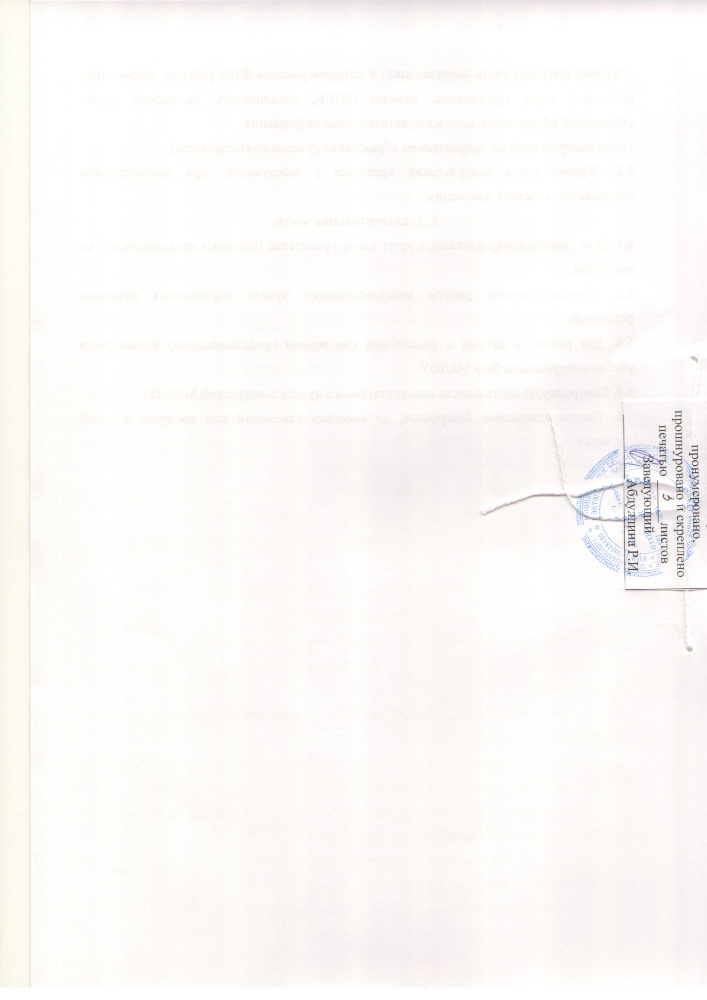 – журнал (тетрадь) учета консультаций, в котором указаны ФИО ребенка, возраст (год
рождения), адрес проживания, наличие ПМПК, инвалидность, посещение других
учреждений образования, цель консультации, иная информация.
- план консультаций по направлениям образования (у каждого специалиста).
4.2. Журнал учета консультаций храниться у заведующей, при необходимости
дополняется, вносится изменения.
5. Заключительная часть
5.1. За получение консультативных услуг плата с родителей (законных представителей) не
взимается.
5.2. Результативность работы консультативного пункта определяется отзывами
родителей.
5.3. Для работы с детьми и родителями (законными представителями) используется
учебно-материальная база МБДОУ.
5.4. Контролирует деятельность консультативного пункта заведующий МБДОУ.
6. Данное положение бессрочное, до внесения изменений или введения в новой
пронумеровано,
прошнуровано и скреплено
печатью 3 листов
Заведующий
Абдуллина Р.И.